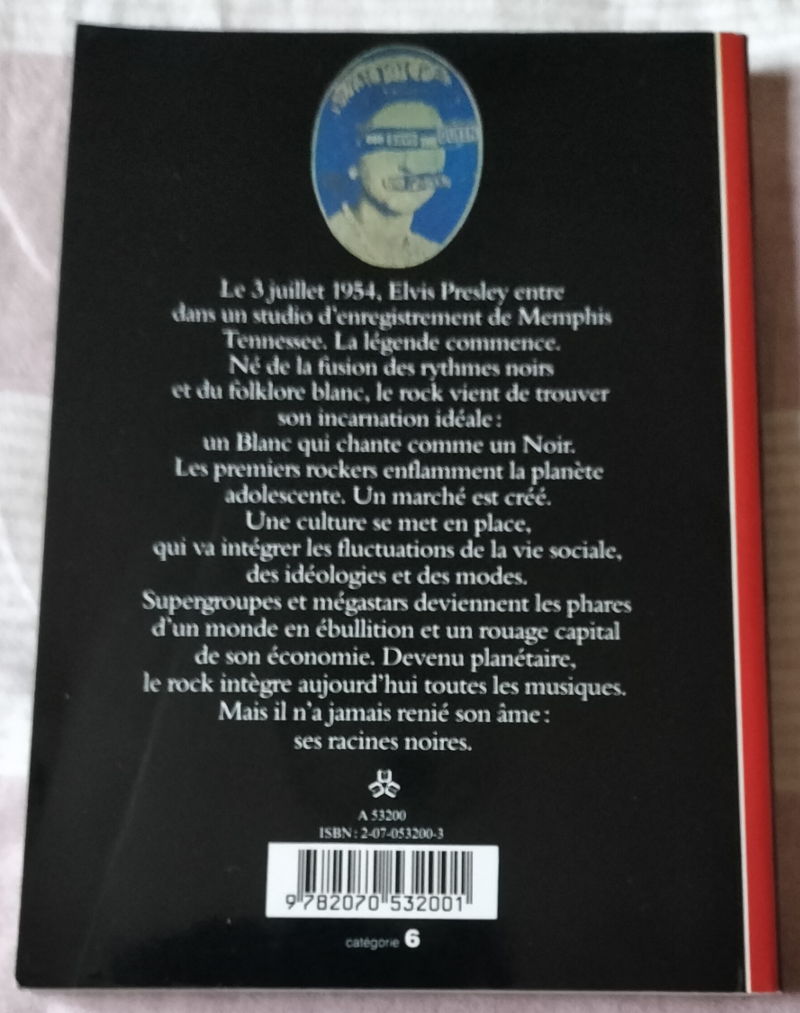 GOD SAVE THE QUEEN
Le 3 juillet 1954, Elvis Presley entre
dans un studio d'enregistrement de Memphis
Tennessee. La légende commence.
Né de la fusion des rythmes noirs
et du folklore blanc, le rock vient de trouver
son incarnation idéale :
un Blanc qui chante comme un Noir.
Les premiers rockers enflamment la planète
adolescente. Un marché est créé.
Une culture se met en place,
qui va intégrer les fluctuations de la vie sociale,
des idéologies et des modes.
Supergroupes et mégastars deviennent les phares
d'un monde en ébullition et un rouage capital
de son économie. Devenu planétaire,
le rock intègre aujourd'hui toutes les musiques.
Mais il n'a jamais renié son âme :
ses racines noires.
A 53200
ISBN : 2-07-053200-3
9 782070 532001
catégorie 6